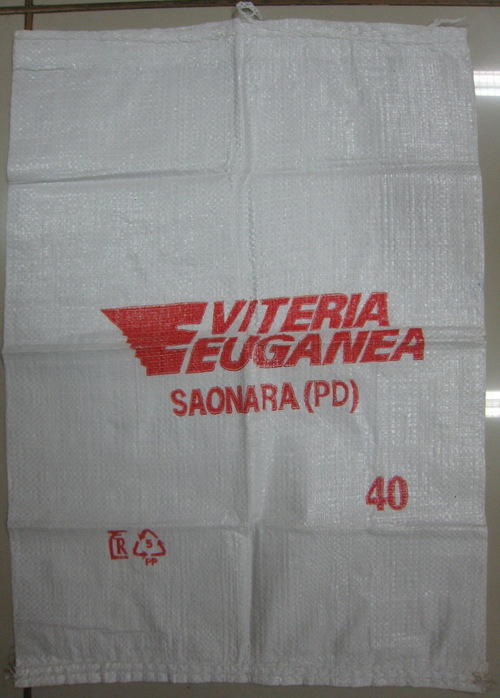 VITERIA
EUGANEA
SAONARA (PD)
40
R 5
PP